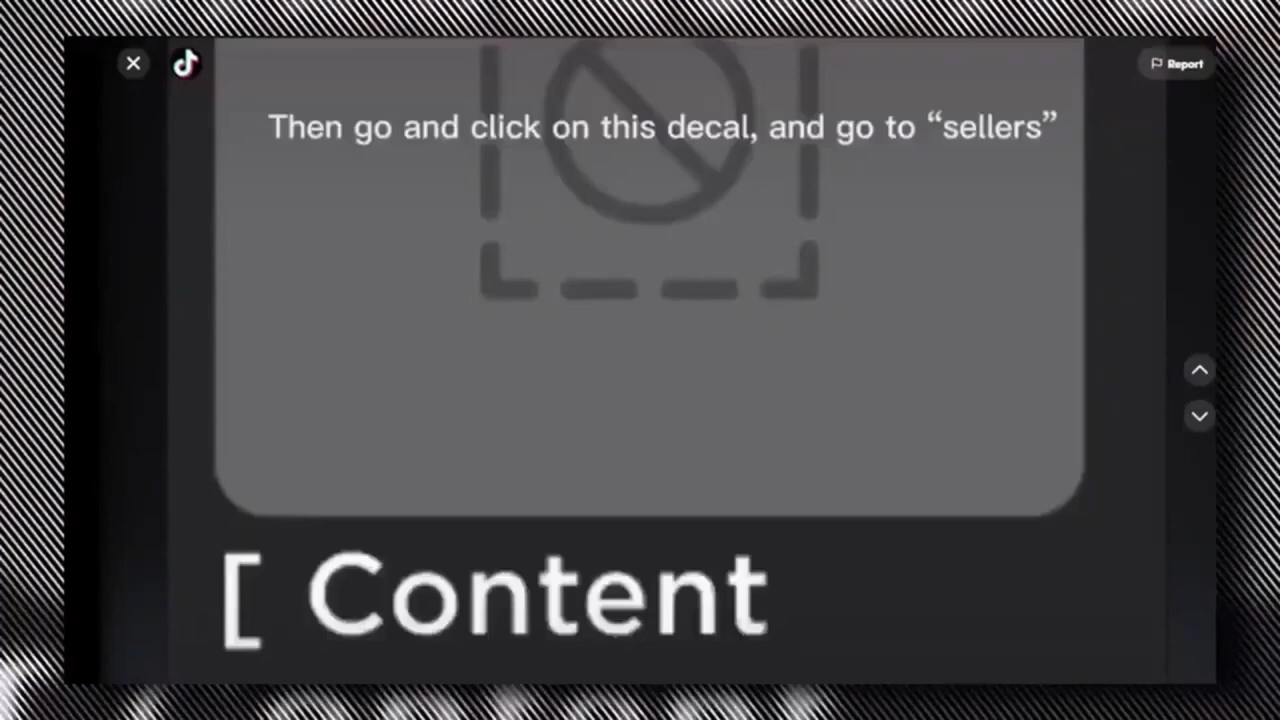 Report
Then go and click on this decal, and go to “sellers”
[ Content